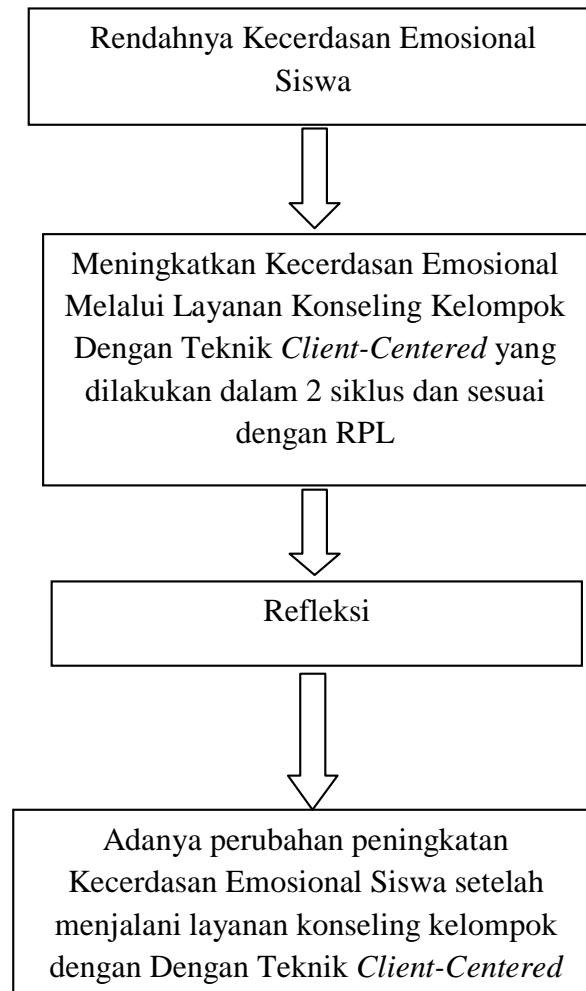 Rendahnya Kecerdasan Emosional
Siswa
Meningkatkan Kecerdasan Emosional
Melalui Layanan Konseling Kelompok
Dengan Teknik Client-Centered yang
dilakukan dalam 2 siklus dan sesuai
dengan RPL
Refleksi
Adanya perubahan peningkatan
Kecerdasan Emosional Siswa setelah
menjalani layanan konseling kelompok
dengan Dengan Teknik Client-Centered